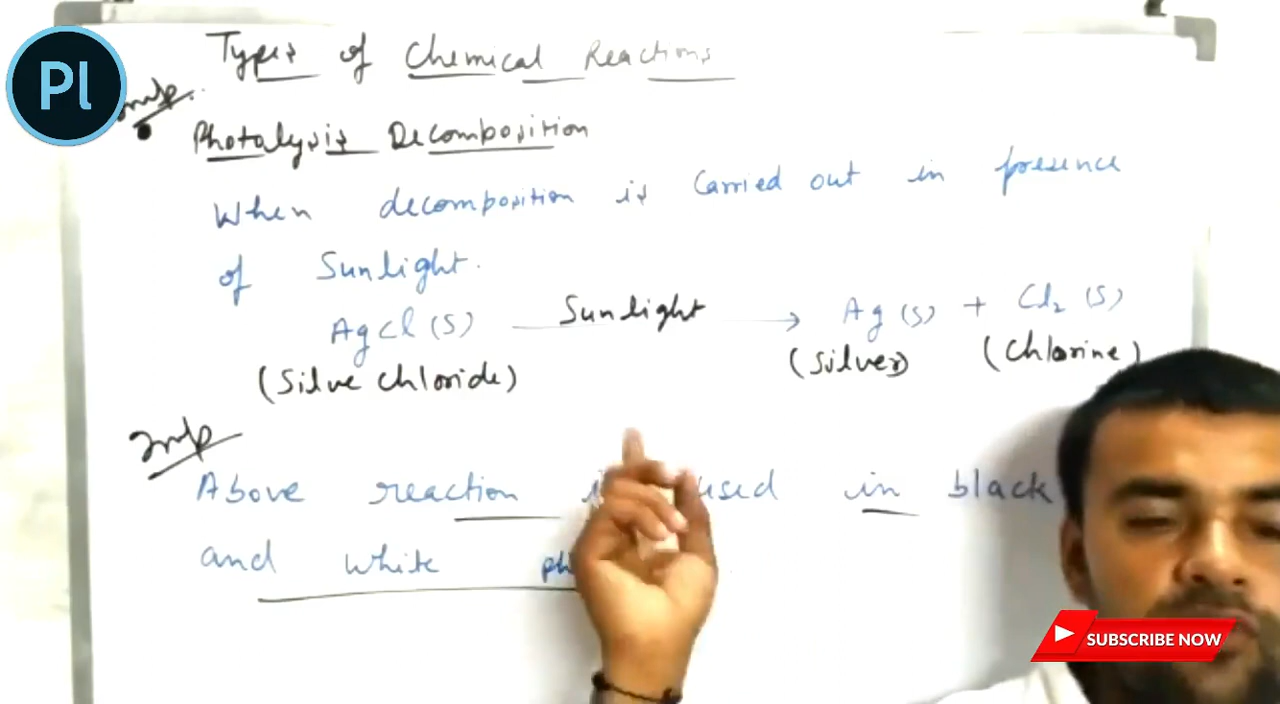 Pl
Types of Chemical Reactions
Imp.
Photolysis Decomposition
When decomposition is carried out in presence
of Sunlight.
AgCl (S) Sunlight → Ag (s) + Cl₂ (S)
(Silve chloride) (Silver) (Chlorine)
Imp
Above reaction used in black
and white
SUBSCRIBE NOW